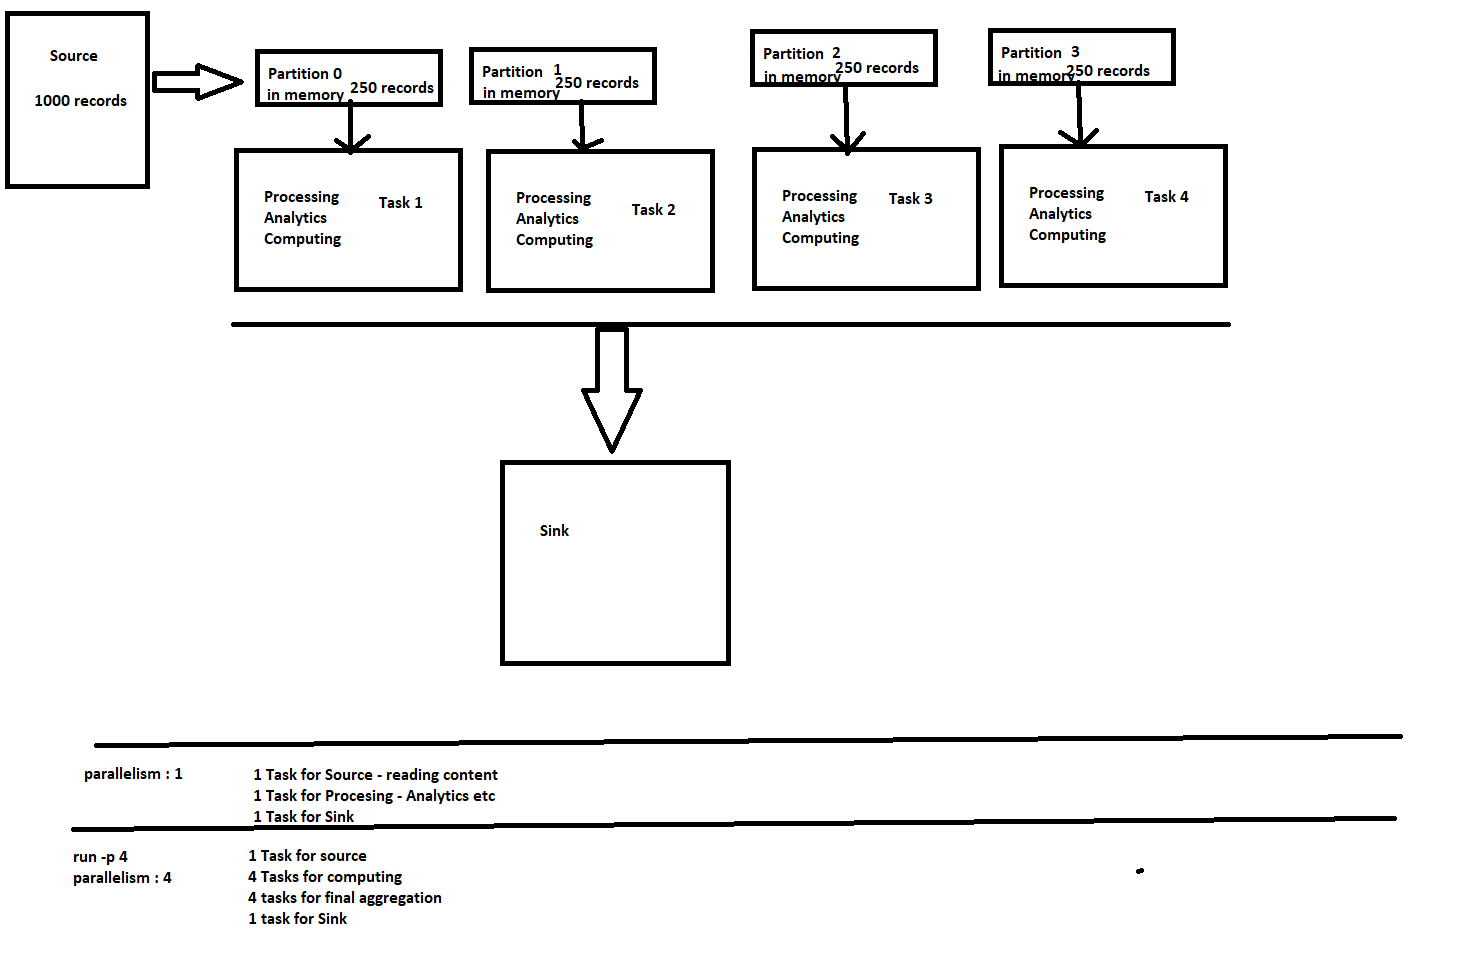 Source
1000 records
Partition 0
in memory 250 records
Partition 1
in memory 250 records
Partition 2
in memory 250 records
Partition 3
in memory 250 records
Processing
Analytics
Computing
Task 1
Processing
Analytics
Computing
Task 2
Processing
Analytics
Computing
Task 3
Processing
Analytics
Computing
Task 4
Sink
parallelism : 1
1 Task for Source - reading content
1 Task for Procesing - Analytics etc
1 Task for Sink
run -p 4
parallelism : 4
1 Task for source
4 Tasks for computing
4 tasks for final aggregation
1 task for Sink